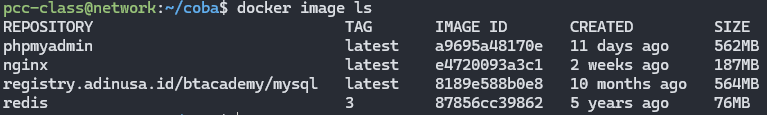 pcc-class@network:~/coba$ docker image ls
REPOSITORY TAG IMAGE ID CREATED SIZE
phpmyadmin latest a9695a48170e 11 days ago 562MB
nginx latest e4720093a3c1 2 weeks ago 187MB
registry.adinusa.id/btacademy/mysql latest 8189e588b0e8 10 months ago 564MB
redis 3 87856cc39862 5 years ago 76MB